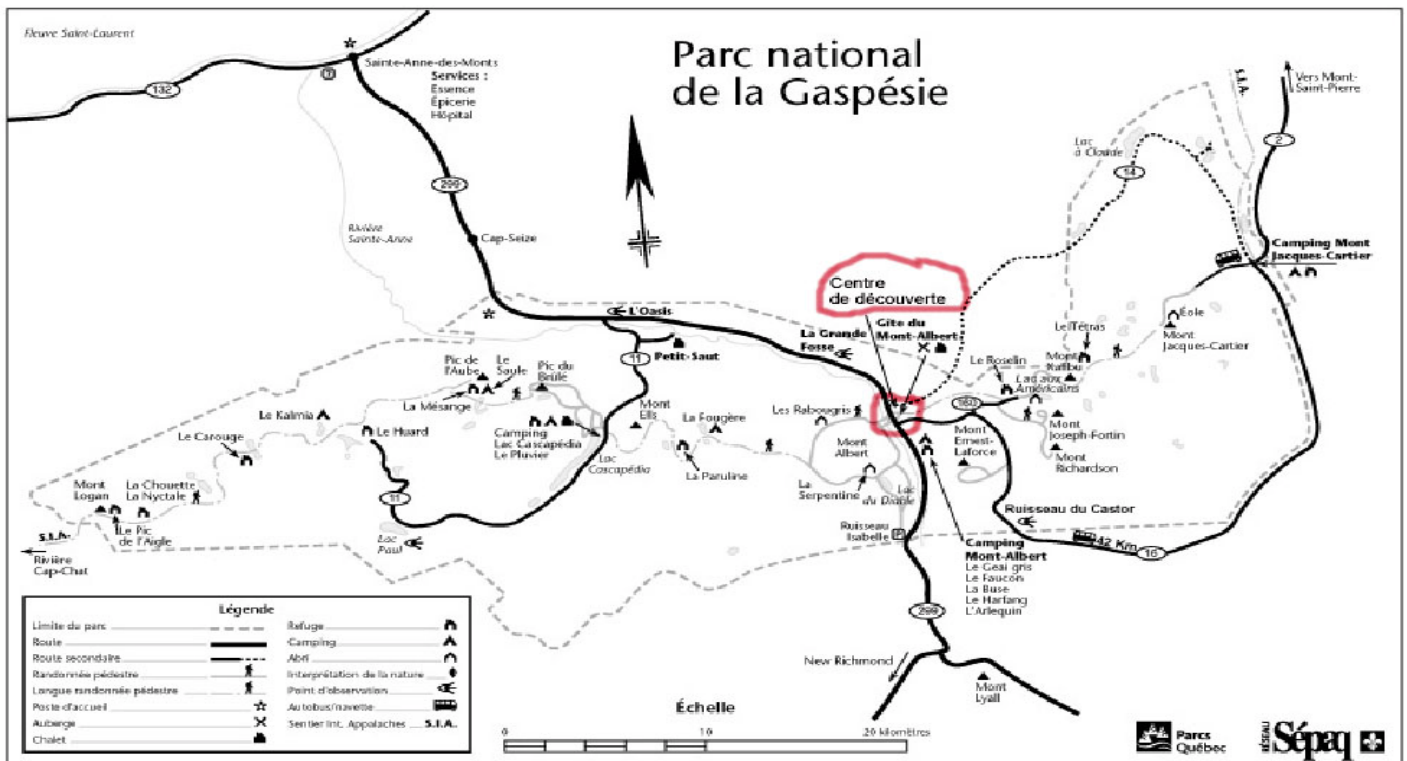 Fleuve Saint-Laurent
Parc national
de la Gaspésie
Sainte-Anne-des-Monts
Services :
Essence
Épicerie
Hôpital
132
299
Rivière
Sainte-Anne
Cap-Seize
S.I.A.
Vers Mont-
Saint-Pierre
2
Lac
à Claude
14
Camping Mont
Jacques-Cartier
Centre
de découverte
Gîte du
Mont-Albert
La Grande
Fosse
L'Oasis
Petit-Saut
11
Éole
Mont
Jacques-Cartier
Le Tétras
Mont
Xalibu
Le Roselin
Lac aux
Américains
160
Mont
Joseph-Fortin
Mont
Richardson
Mont
Ernest-Laforce
Pic de
l'Aube
Le
Saule
Pic du
Brûlé
La Mésange
Le Kalmia
Le Huard
Le Carouge
Camping
Lac Cascapédia
Le Pluvier
Lac
Cascapédia
Mont
Ells
La Fougère
La Paruline
Les Rabougris
Mont
Albert
La
Serpentine
Lac
du Diable
Ruisseau
Isabelle
P
Mont
Logan
La Chouette
La Nyctale
Le Pic
de l'Aigle
S.I.A.
Rivière
Cap-Chat
11
Lac
Paul
Ruisseau du Castor
42 Km
16
Camping
Mont-Albert
Le Geai gris
Le Faucon
La Buse
Le Harfang
L'Arlequin
299
New Richmond
Mont
Lyall
Légende
Limite du parc
Route
Route secondaire
Randonnée pédestre
Longue randonnée pédestre
Poste d'accueil
Auberge
Chalet
Refuge
Camping
Abri
Interprétation de la nature
Point d'observation
Autobus/navette
Sentier Int. Appalaches S.I.A.
Échelle
0 10 20 kilomètres
Parcs
Québec
RÉSEAU
Sépaq